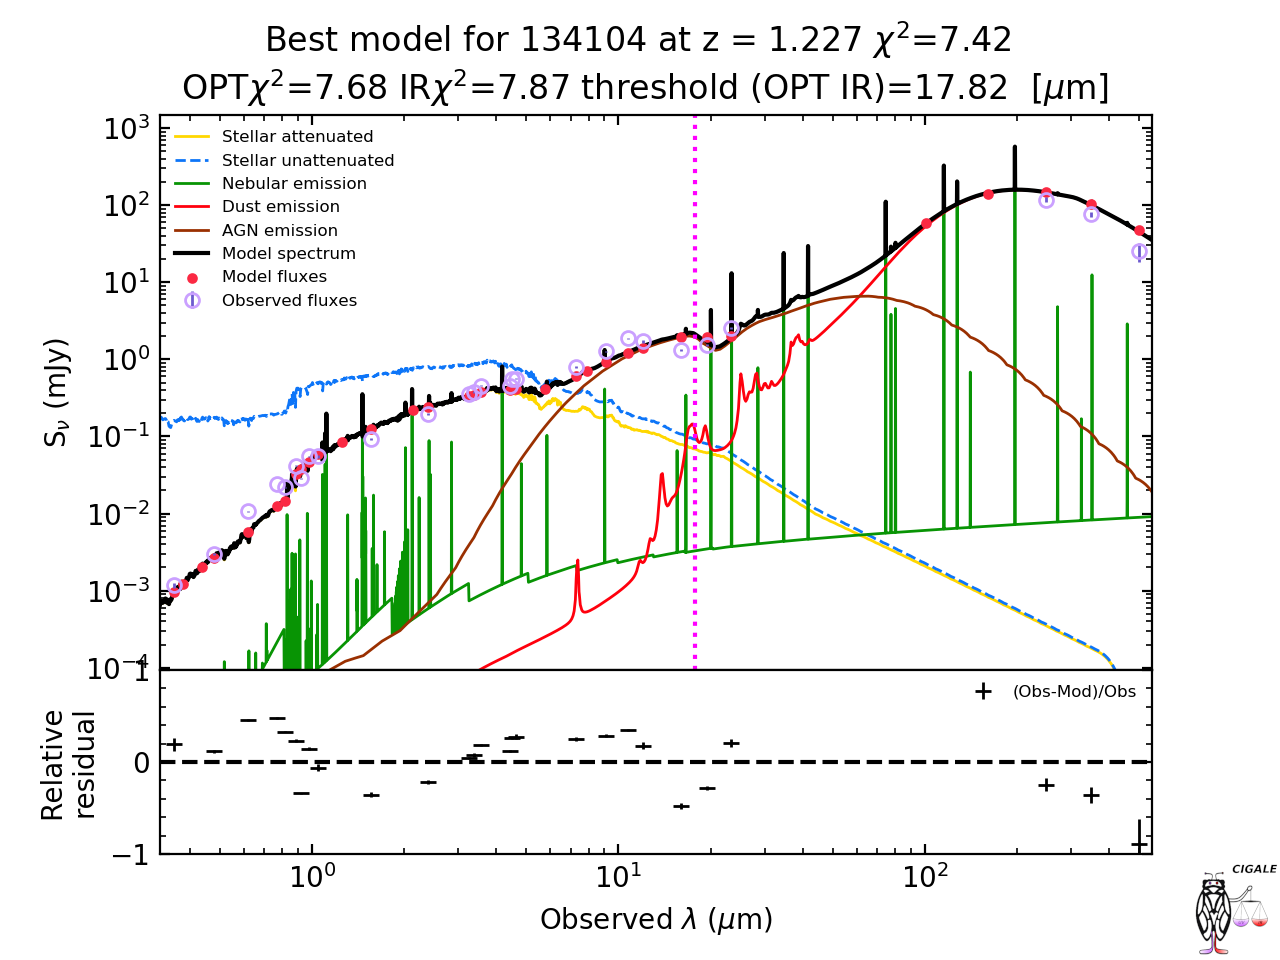 Best model for 134104 at z = 1.227 χ²=7.42
OPTχ²=7.68 IRχ²=7.87 threshold (OPT IR)=17.82 [μm]
Stellar attenuated
Stellar unattenuated
Nebular emission
Dust emission
AGN emission
Model spectrum
Model fluxes
Observed fluxes
10³
10²
10¹
10⁰
10⁻¹
10⁻²
10⁻³
10⁻⁴
S_ν (mJy)
1
0
−1
Relative
residual
(Obs-Mod)/Obs
10⁰
10¹
10²
Observed λ (μm)
CIGALE